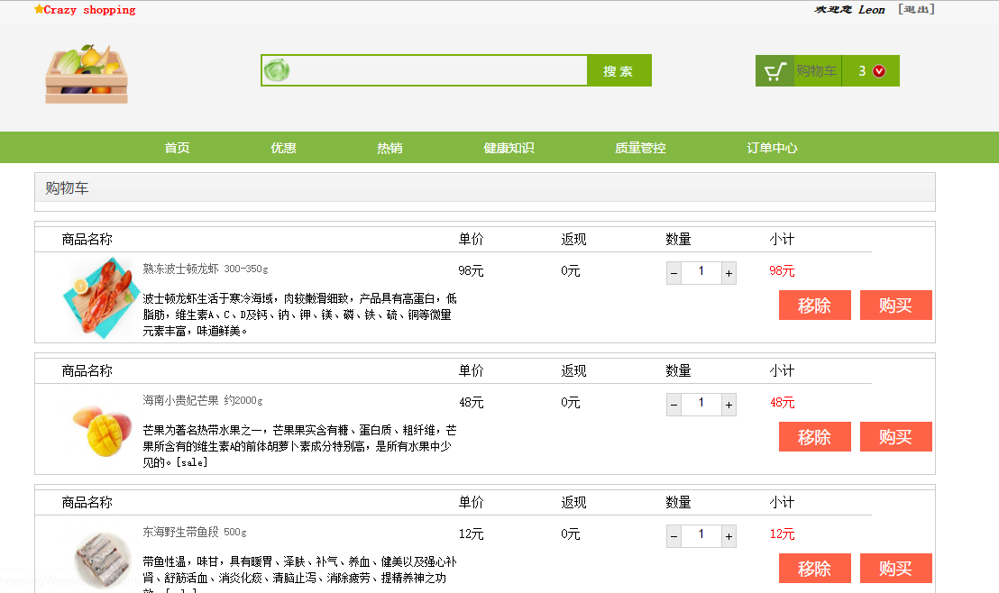 Crazy shopping
欢迎您 Leon [退出]
搜 索
购物车 3
首页 优惠 热销 健康知识 质量管控 订单中心
购物车
商品名称 单价 返现 数量 小计
熟冻波士顿龙虾 300-350g 98元 0元 - 1 + 98元
波士顿龙虾生活于寒冷海域，肉较嫩滑细致，产品具有高蛋白，低
脂肪，维生素A、C、D及钙、钠、钾、镁、磷、铁、硫、铜等微量
元素丰富，味道鲜美。
移除 购买
商品名称 单价 返现 数量 小计
海南小贵妃芒果 约2000g 48元 0元 - 1 + 48元
芒果为著名热带水果之一，芒果果实含有糖、蛋白质、粗纤维，芒
果所含有的维生素A的前体胡萝卜素成分特别高，是所有水果中少
见的。[sale]
移除 购买
商品名称 单价 返现 数量 小计
东海野生带鱼段 500g 12元 0元 - 1 + 12元
带鱼性温，味甘，具有暖胃、泽肤、补气、养血、健美以及强心补
肾、舒筋活血、消炎化痰、清脑止泻、消除疲劳、提精养神之功
移除 购买